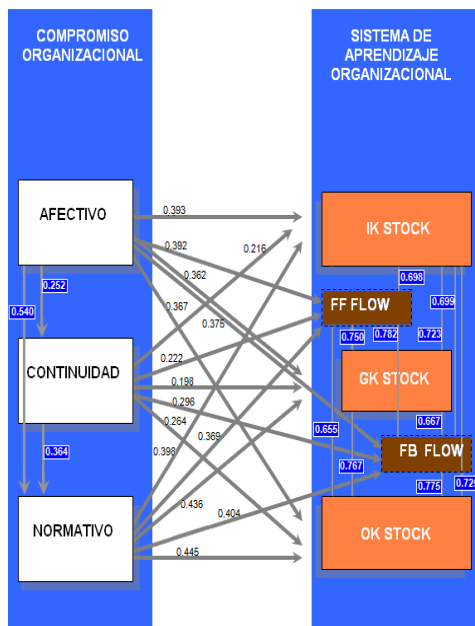 COMPROMISO
ORGANIZACIONAL
SISTEMA DE
APRENDIZAJE
ORGANIZACIONAL
AFECTIVO
0.393
IK STOCK
0.216
0.392
0.362
0.698
0.252
0.699
0.540
0.367
FF FLOW
0.375
0.750
0.782
0.723
CONTINUIDAD
0.222
GK STOCK
0.198
0.296
0.264
0.369
0.655
0.667
0.398
0.364
FB FLOW
0.767
0.775
0.436
0.404
NORMATIVO
OK STOCK
0.445